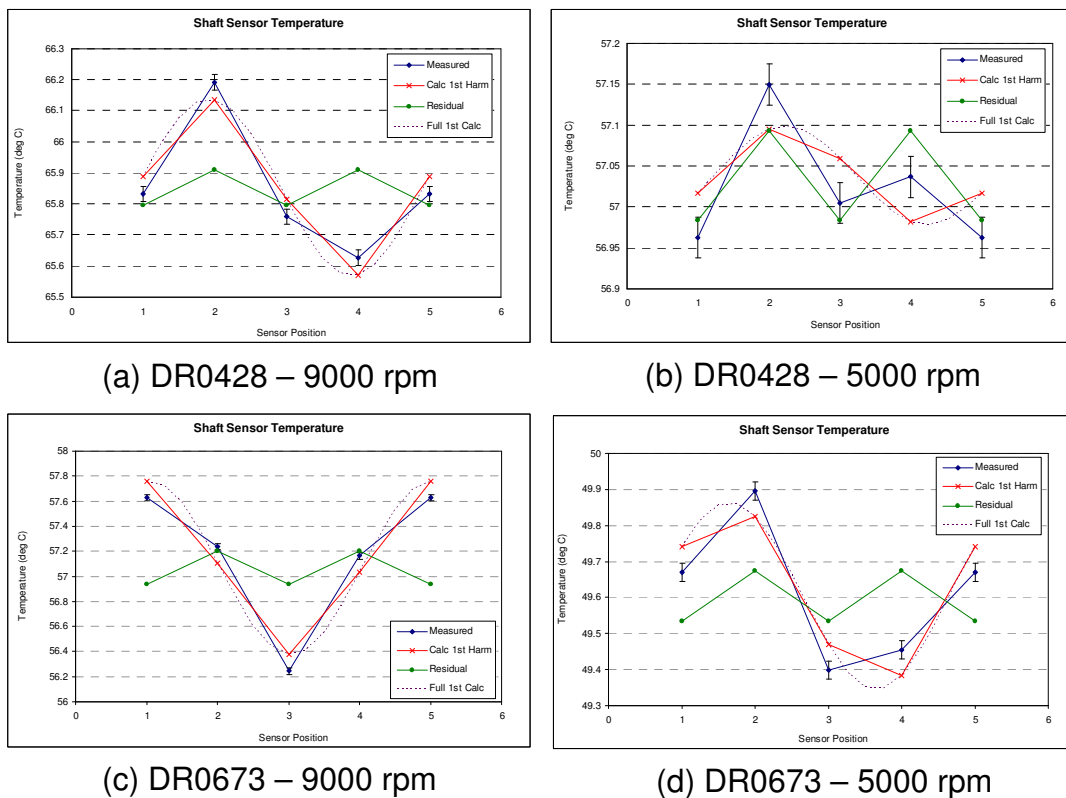 Shaft Sensor Temperature
66.3
66.2
66.1
66
65.9
65.8
65.7
65.6
65.5
Temperature (deg C)
0 1 2 3 4 5 6
Sensor Position
Measured
Calc 1st Harm
Residual
Full 1st Calc
(a) DR0428 – 9000 rpm
Shaft Sensor Temperature
57.2
57.15
57.1
57.05
57
56.95
56.9
Temperature (deg C)
0 1 2 3 4 5 6
Sensor Position
Measured
Calc 1st Harm
Residual
Full 1st Calc
(b) DR0428 – 5000 rpm
Shaft Sensor Temperature
58
57.8
57.6
57.4
57.2
57
56.8
56.6
56.4
56.2
56
Temperature (deg C)
0 1 2 3 4 5 6
Sensor Position
Measured
Calc 1st Harm
Residual
Full 1st Calc
(c) DR0673 – 9000 rpm
Shaft Sensor Temperature
50
49.9
49.8
49.7
49.6
49.5
49.4
49.3
Temperature (deg C)
0 1 2 3 4 5 6
Sensor Position
Measured
Calc 1st Harm
Residual
Full 1st Calc
(d) DR0673 – 5000 rpm